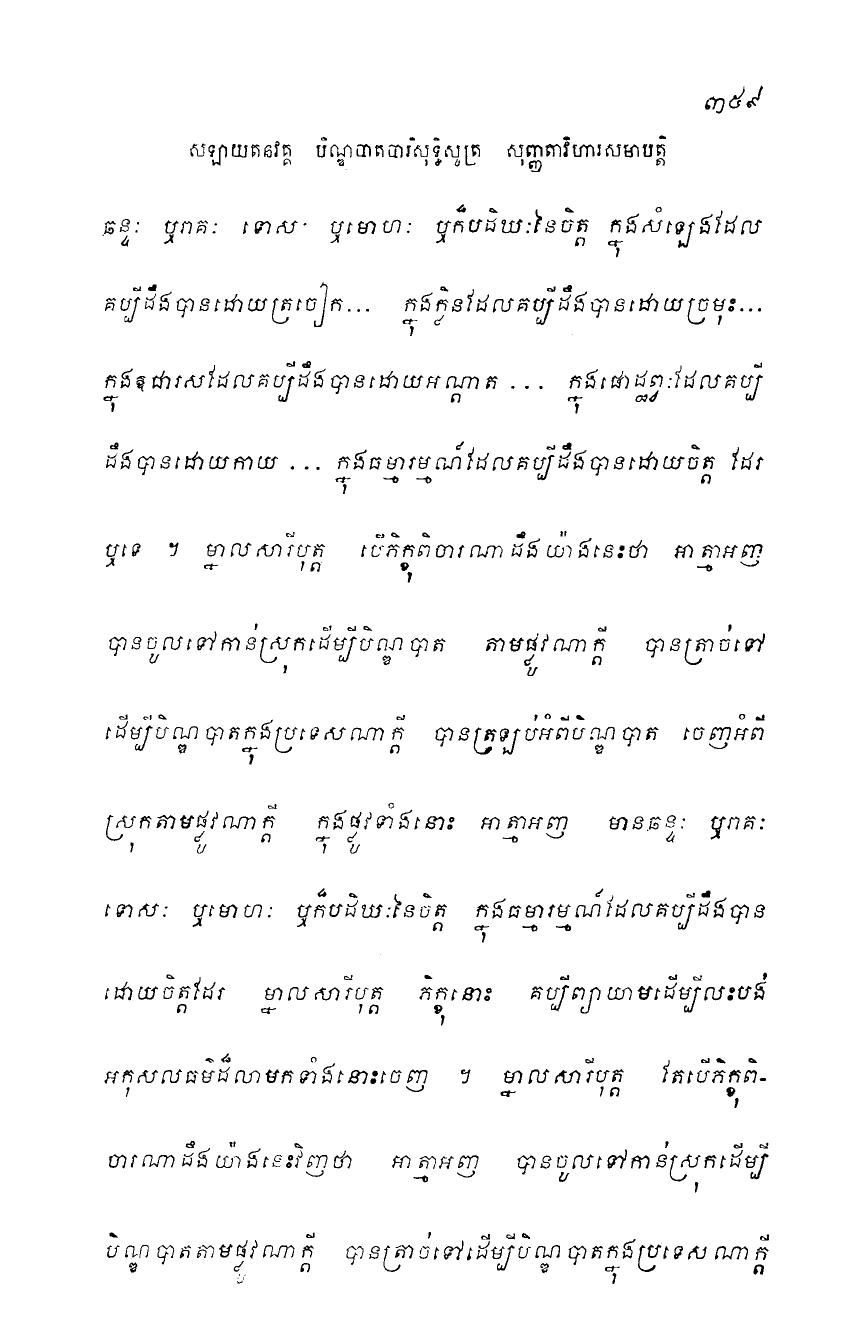 ៣៥៩
សឡាយតនវគ្គ បិណ្ឌបាតបារិសុទ្ធិសូត្រ សុញ្ញតាវិហារសមាបត្តិ
ឆន្ទៈ ឬរាគៈ ទោសៈ ឬមោហៈ ឬក៏បដិឃៈនៃចិត្ត ក្នុងសំឡេងដែល
គប្បីដឹងបានដោយត្រចៀក... ក្នុងក្លិនដែលគប្បីដឹងបានដោយច្រមុះ...
ក្នុងឱជារសដែលគប្បីដឹងបានដោយអណ្តាត ... ក្នុងផោដ្ឋព្វៈដែលគប្បី
ដឹងបានដោយកាយ ... ក្នុងធម្មារម្មណ៍ដែលគប្បីដឹងបានដោយចិត្ត ដែរ
ឬទេ ។ ម្នាលសារីបុត្ត បើភិក្ខុពិចារណាដឹងយ៉ាងនេះថា អាត្មាអញ
បានចូលទៅកាន់ស្រុកដើម្បីបិណ្ឌបាត តាមផ្លូវណាក្តី បានត្រាច់ទៅ
ដើម្បីបិណ្ឌបាតក្នុងប្រទេសណាក្តី បានត្រឡប់អំពីបិណ្ឌបាត ចេញអំពី
ស្រុកតាមផ្លូវណាក្តី ក្នុងផ្លូវទាំងនោះ អាត្មាអញ មានឆន្ទៈ ឬរាគៈ
ទោសៈ ឬមោហៈ ឬក៏បដិឃៈនៃចិត្ត ក្នុងធម្មារម្មណ៍ដែលគប្បីដឹងបាន
ដោយចិត្តដែរ ម្នាលសារីបុត្ត ភិក្ខុនោះ គប្បីព្យាយាមដើម្បីលះបង់
អកុសលធម៌ដ៏លាមកទាំងនោះចេញ ។ ម្នាលសារីបុត្ត តែបើភិក្ខុពិ-
ចារណាដឹងយ៉ាងនេះវិញថា អាត្មាអញ បានចូលទៅកាន់ស្រុកដើម្បី
បិណ្ឌបាតតាមផ្លូវណាក្តី បានត្រាច់ទៅដើម្បីបិណ្ឌបាតក្នុងប្រទេសណាក្តី